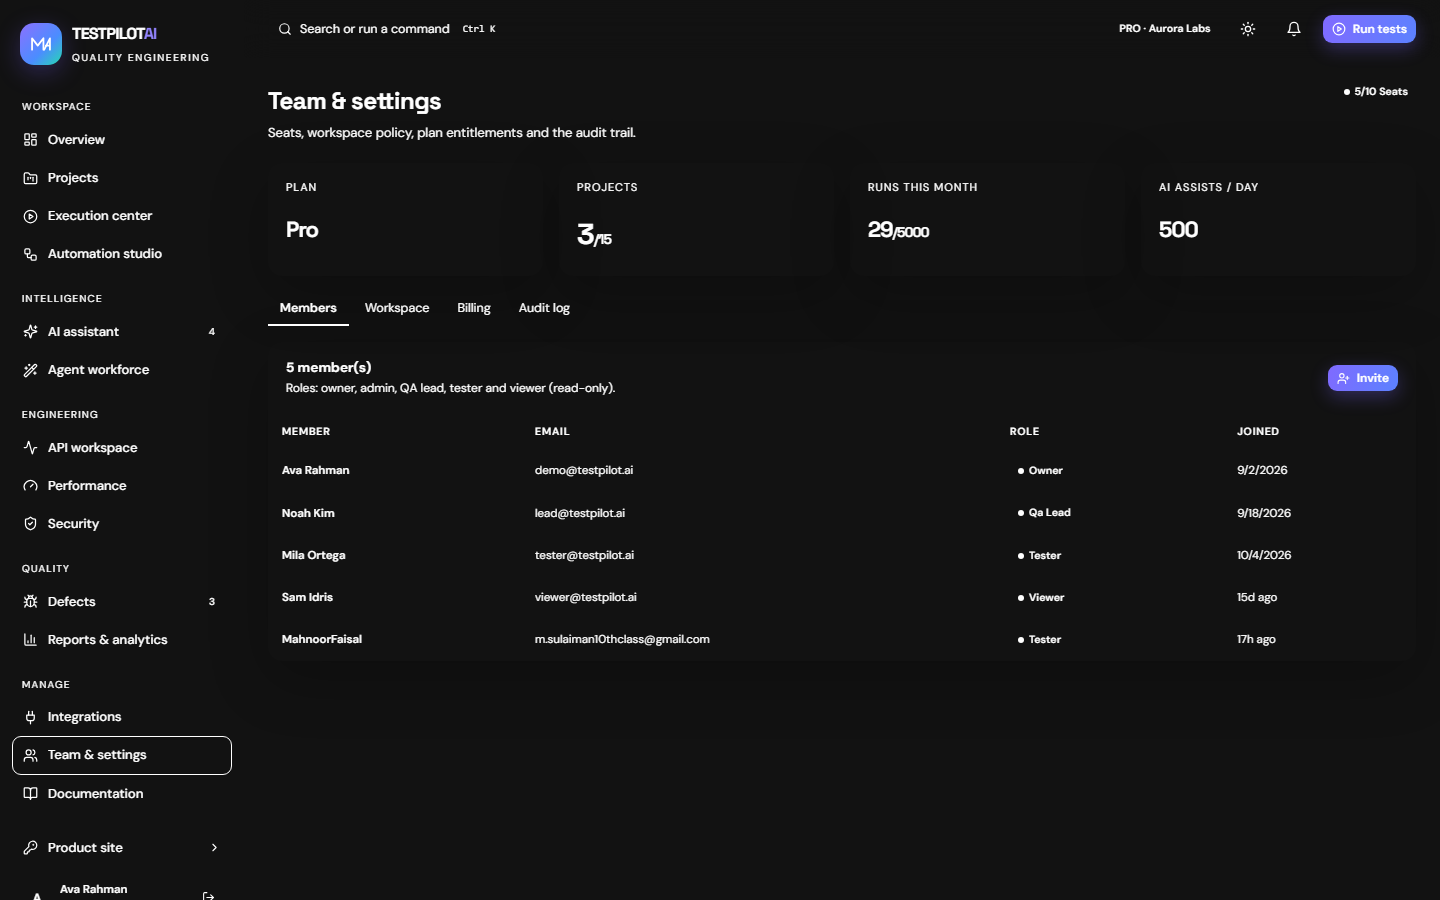 TESTPILOTAI
QUALITY ENGINEERING
Search or run a command Ctrl K
PRO · Aurora Labs
Run tests
WORKSPACE
Overview
Projects
Execution center
Automation studio
INTELLIGENCE
AI assistant 4
Agent workforce
ENGINEERING
API workspace
Performance
Security
QUALITY
Defects 3
Reports & analytics
MANAGE
Integrations
Team & settings
Documentation
Product site
Ava Rahman
Team & settings
5/10 Seats
Seats, workspace policy, plan entitlements and the audit trail.
PLAN
Pro
PROJECTS
3/15
RUNS THIS MONTH
29/5000
AI ASSISTS / DAY
500
Members Workspace Billing Audit log
5 member(s)
Roles: owner, admin, QA lead, tester and viewer (read-only).
Invite
MEMBER EMAIL ROLE JOINED
Ava Rahman demo@testpilot.ai Owner 9/2/2026
Noah Kim lead@testpilot.ai Qa Lead 9/18/2026
Mila Ortega tester@testpilot.ai Tester 10/4/2026
Sam Idris viewer@testpilot.ai Viewer 15d ago
MahnoorFaisal m.sulaiman10thclass@gmail.com Tester 17h ago